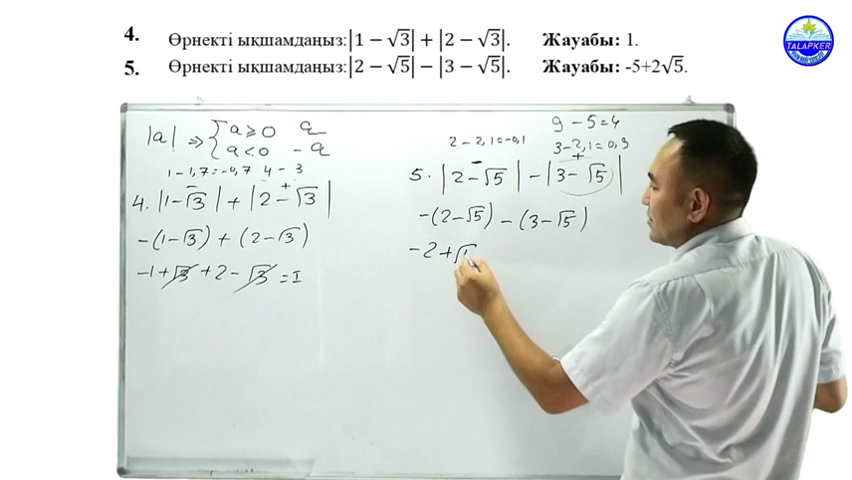 4. Өрнекті ықшамдаңыз:|1 − √3| + |2 − √3|. Жауабы: 1.
5. Өрнекті ықшамдаңыз:|2 − √5| − |3 − √5|. Жауабы: -5+2√5.
TALAPKER
|a| ⇒ { a ≥ 0 a
a < 0 − a
1 − 1,7 = −0,7 4 − 3
−
+
4. |1−√3| + |2−√3|
−(1−√3) + (2−√3)
−1+√3 + 2 − √3 = 1
9 − 5 = 4
2 − 2,1 = −0,1
3 − 2,1 = 0,9
−
+
5. |2−√5| − |3−√5|
−(2−√5) − (3−√5)
−2+√